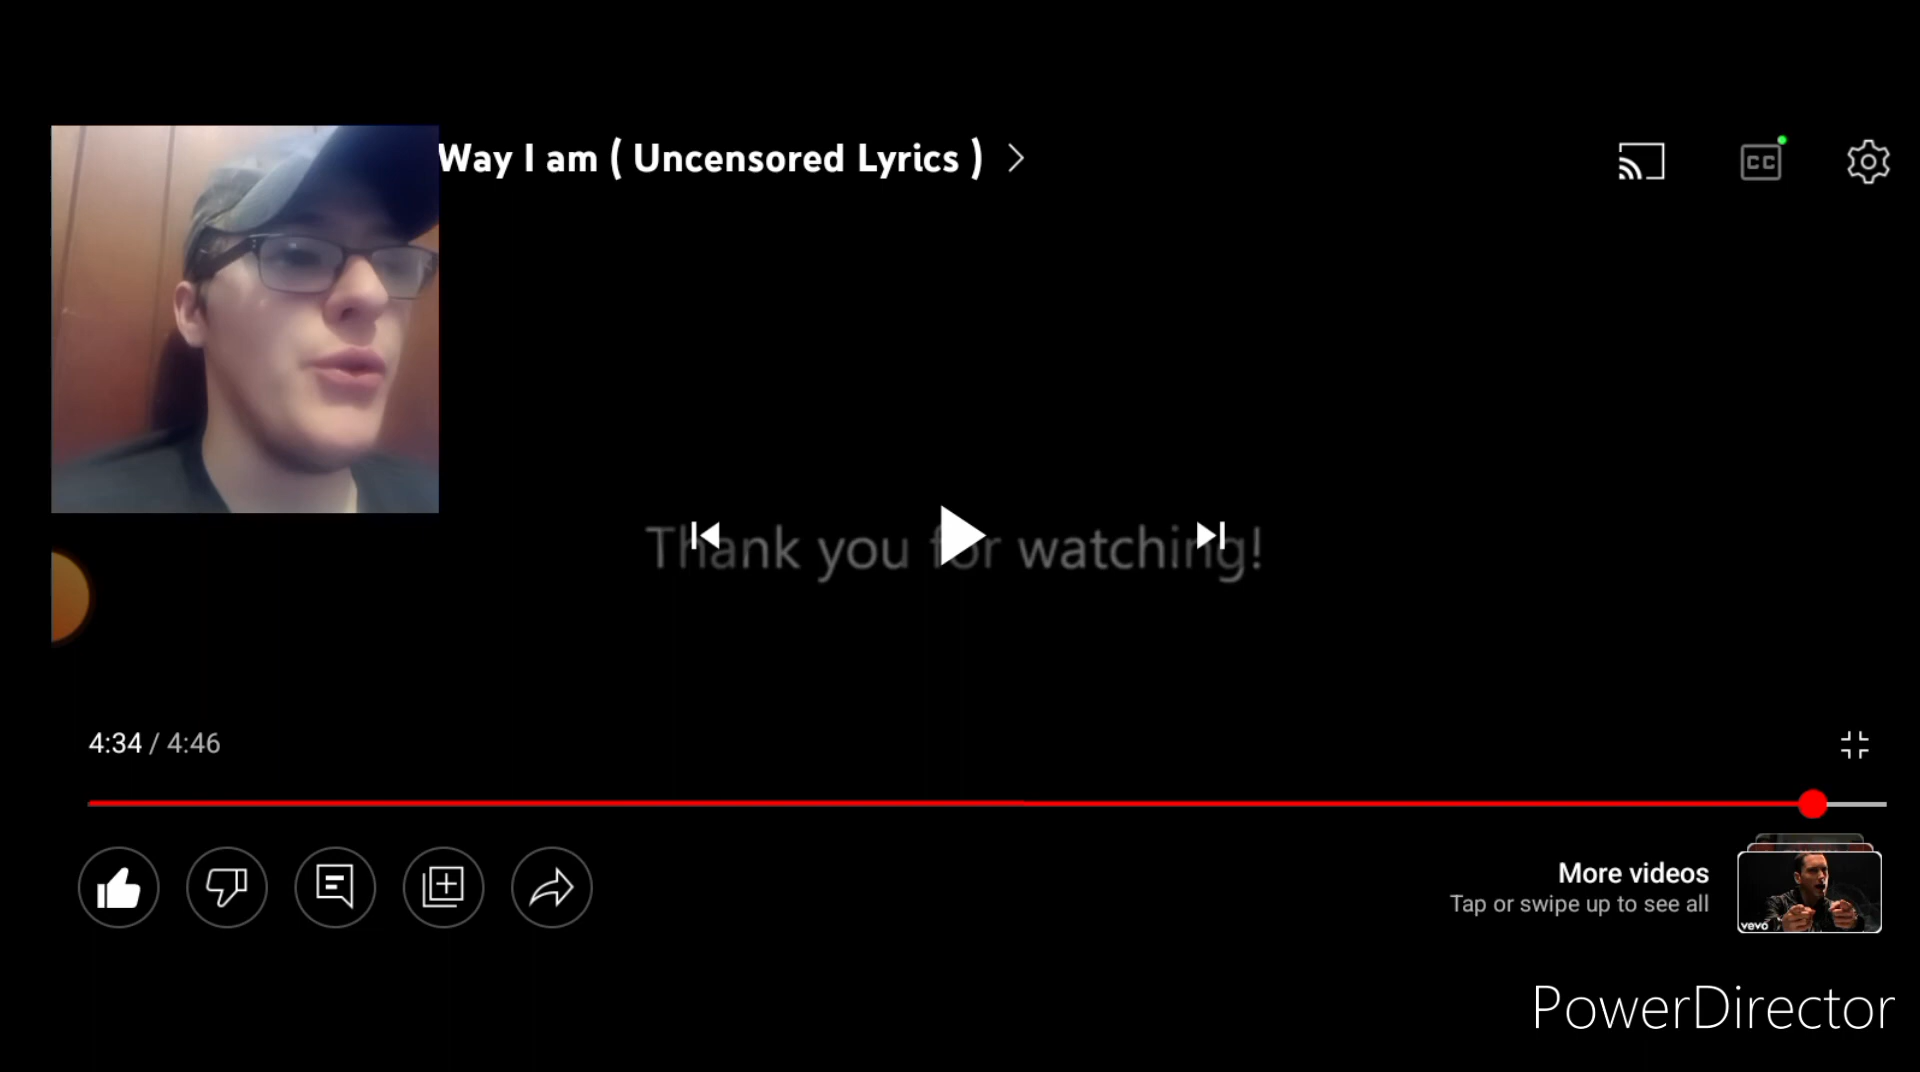 Way I am ( Uncensored Lyrics )
CC
Thank you for watching!
4:34 / 4:46
More videos
Tap or swipe up to see all
vevo
PowerDirector